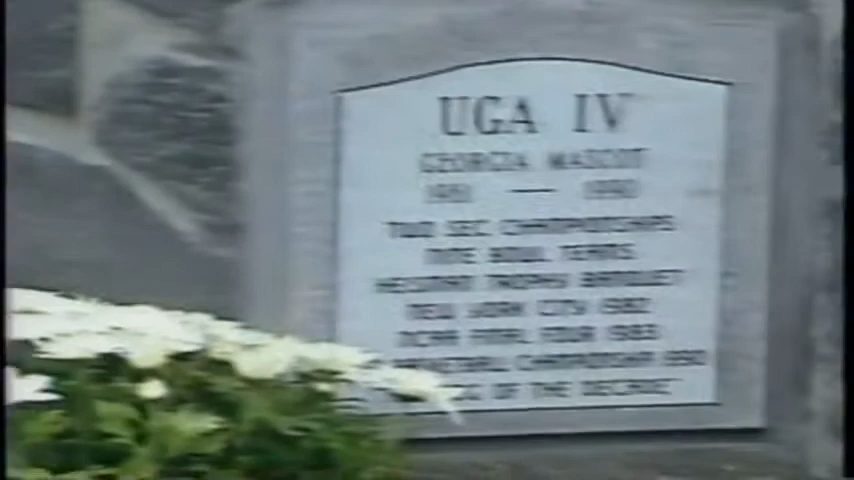 UGA IV
GEORGIA MASCOT
1981 — 1990
TWO SEC CHAMPIONSHIPS
NINE BOWL TEAMS
HEISMAN TROPHY BANQUET
NEW YORK CITY 1982
NCAA FINAL FOUR 1983
BASEBALL CHAMPIONSHIP 1990
OF THE DECADE"